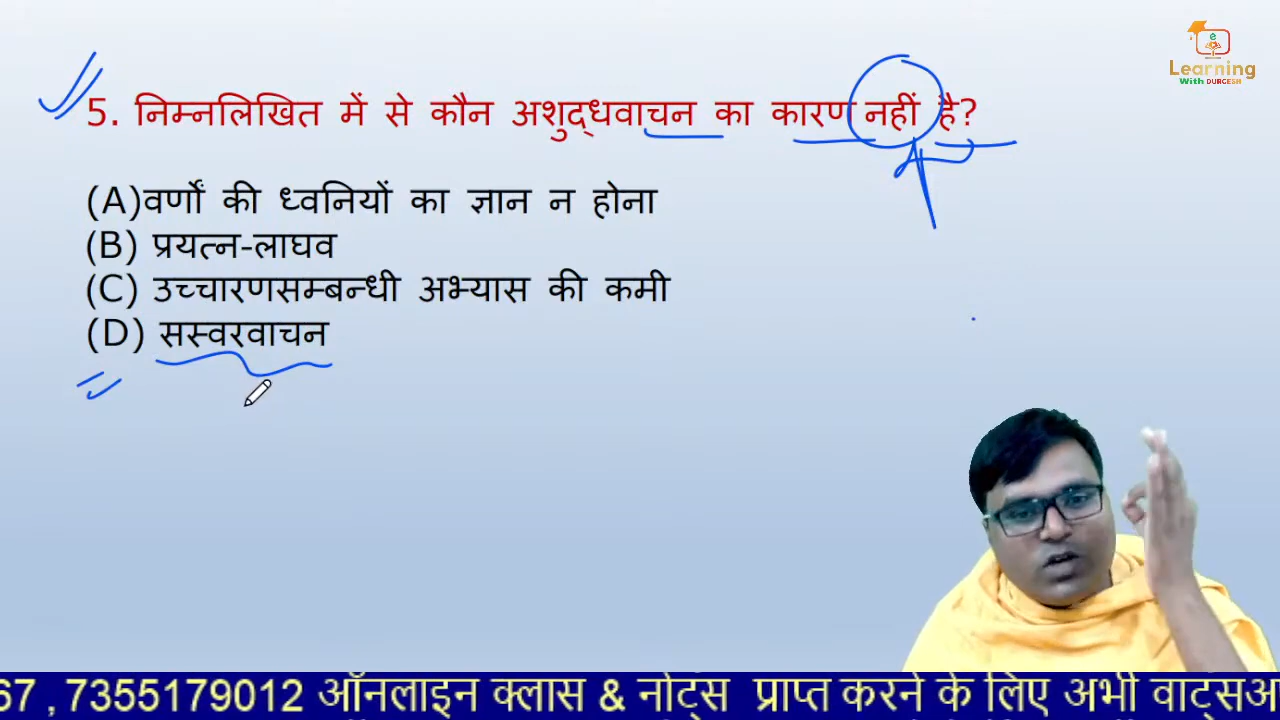 Learning
With DURGESH
5. निम्नलिखित में से कौन अशुद्धवाचन का कारण नहीं है?
(A)वर्णों की ध्वनियों का ज्ञान न होना
(B) प्रयत्न-लाघव
(C) उच्चारणसम्बन्धी अभ्यास की कमी
(D) सस्वरवाचन
67 , 7355179012 ऑनलाइन क्लास & नोट्स प्राप्त करने के लिए अभी वाट्सअ